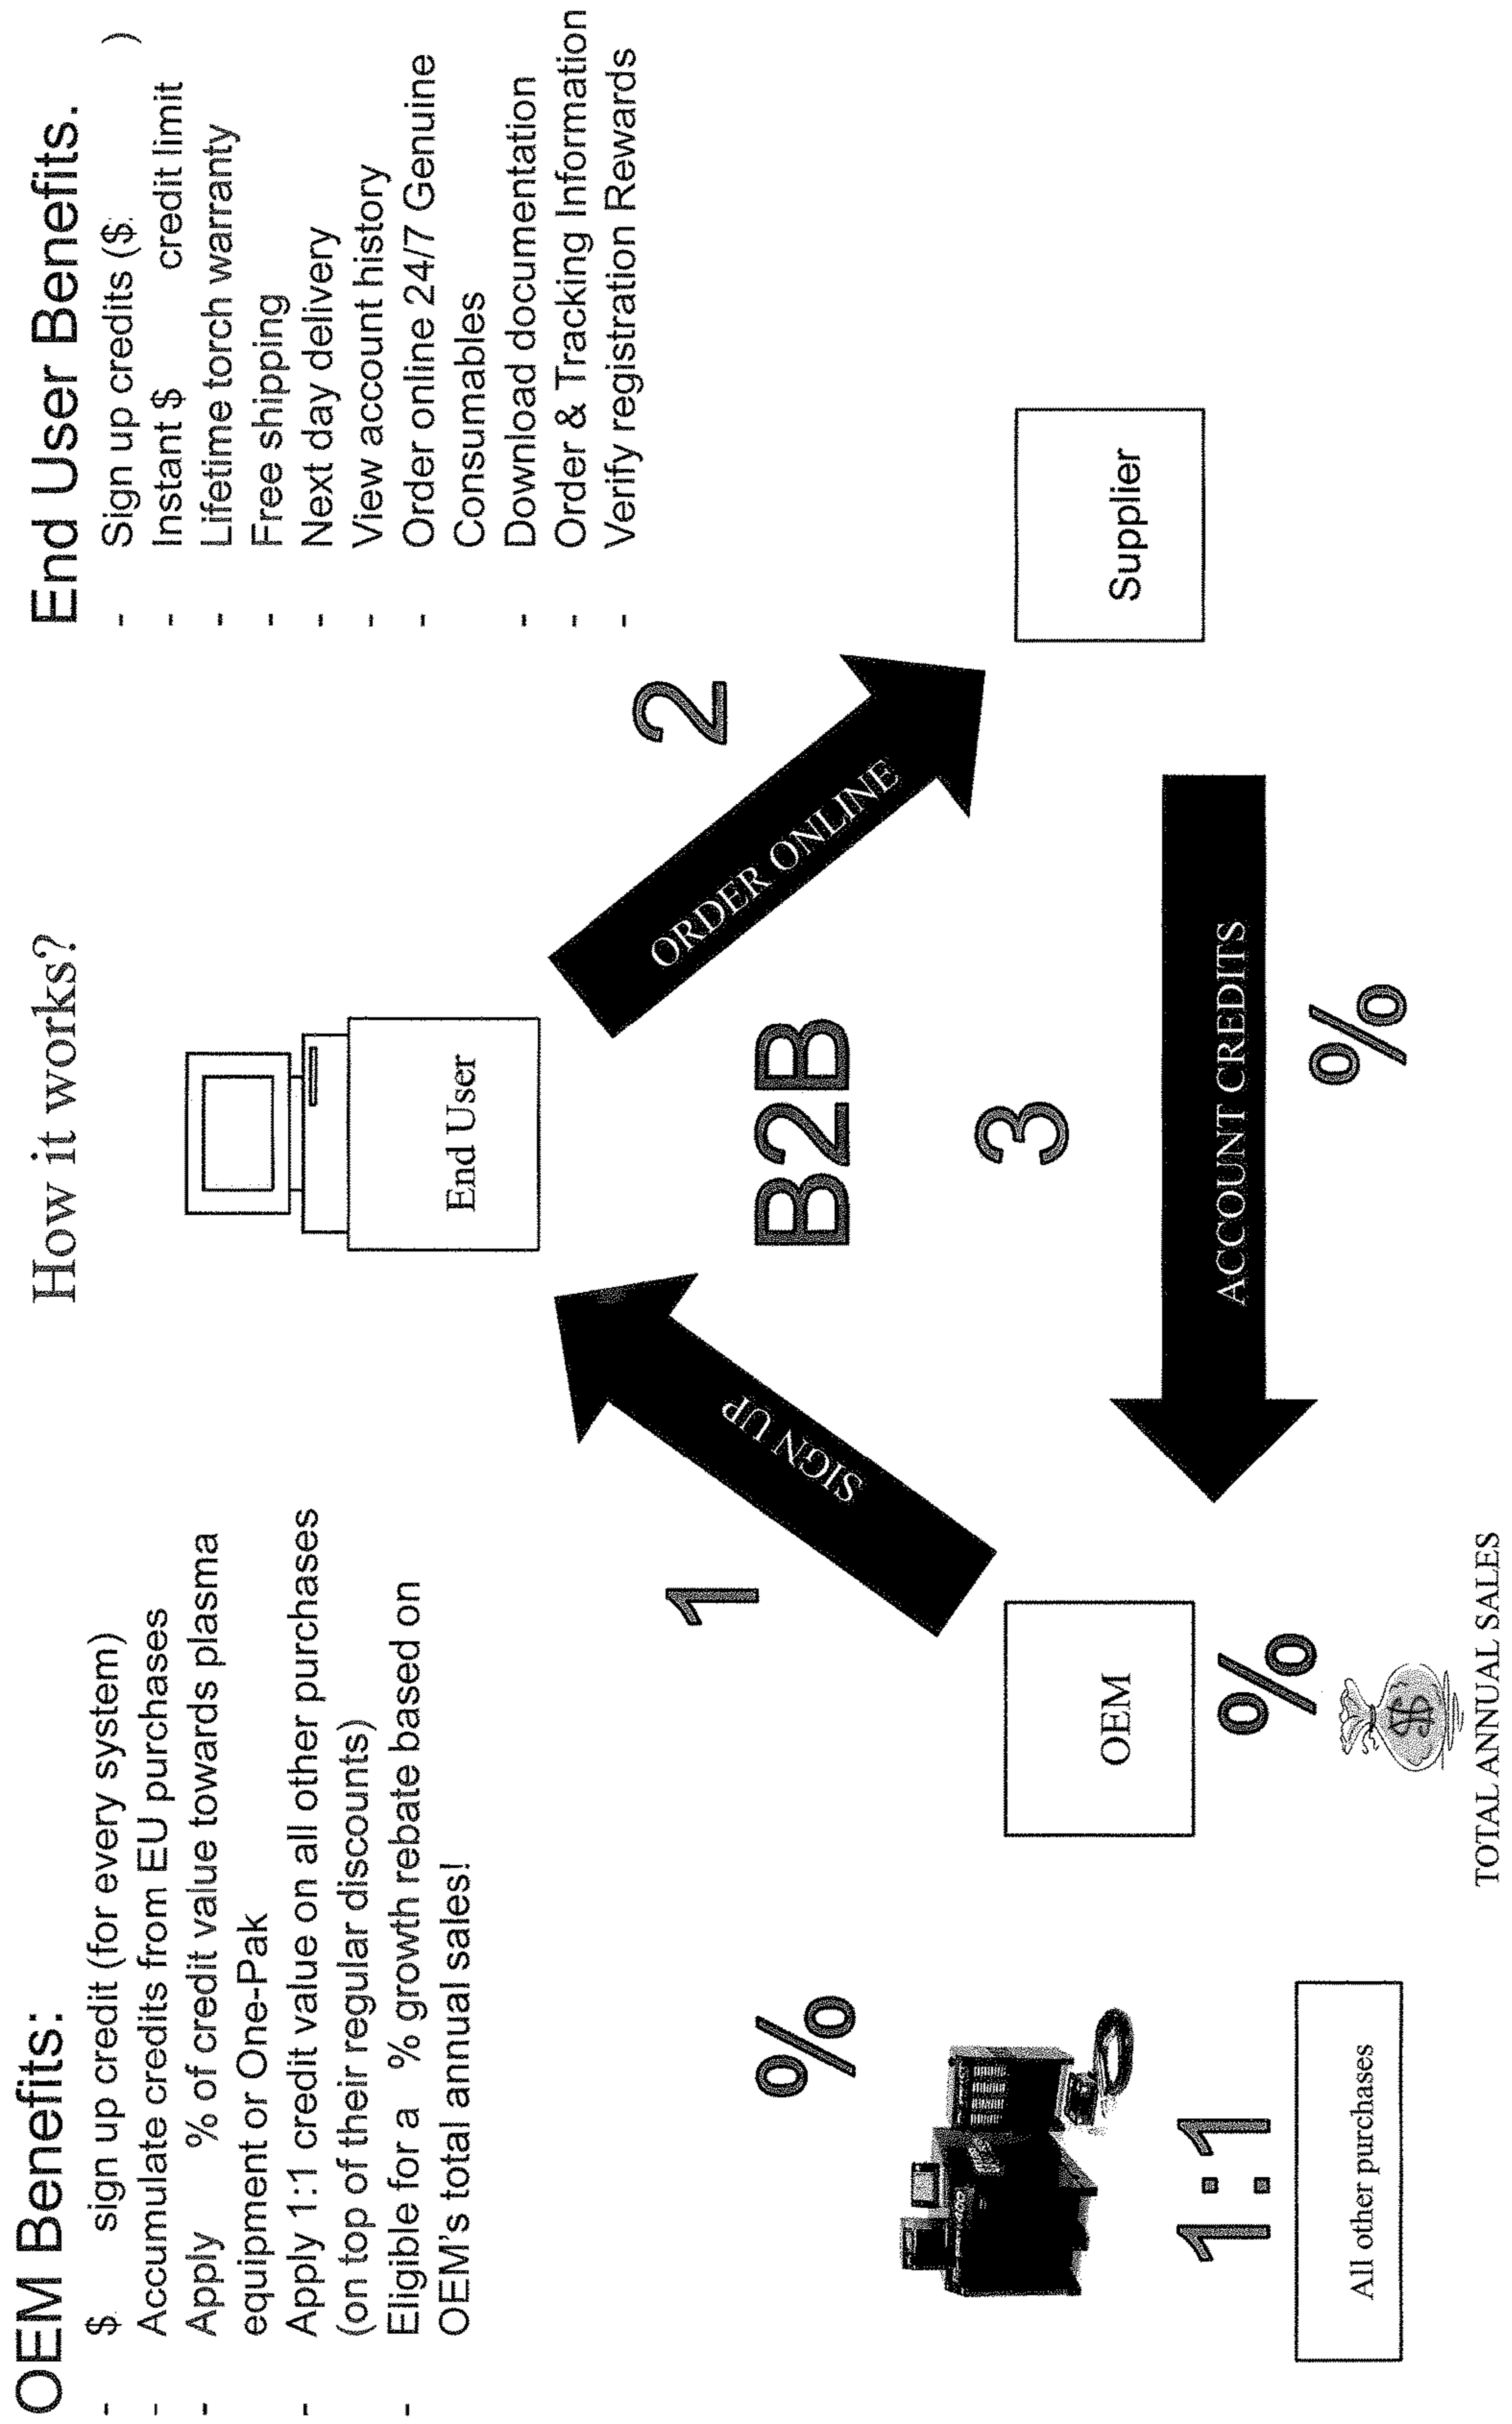 How it works?
OEM Benefits:
- $ sign up credit (for every system)
- Accumulate credits from EU purchases
- Apply % of credit value towards plasma
equipment or One-Pak
- Apply 1:1 credit value on all other purchases
(on top of their regular discounts)
- Eligible for a % growth rebate based on
OEM's total annual sales!
End User Benefits.
- Sign up credits ($ )
- Instant $ credit limit
- Lifetime torch warranty
- Free shipping
- Next day delivery
- View account history
- Order online 24/7 Genuine
Consumables
- Download documentation
- Order & Tracking Information
- Verify registration Rewards
End User
1
SIGN UP
2
ORDER ONLINE
B2B
3
Supplier
ACCOUNT CREDITS
%
OEM
%
$
TOTAL ANNUAL SALES
%
1:1
All other purchases